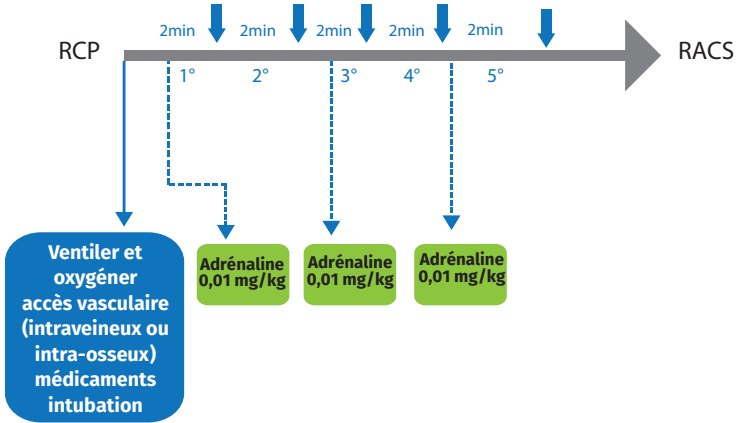 2min 2min 2min 2min 2min
RCP
RACS
1° 2° 3° 4° 5°
Ventiler et
oxygéner
accès vasculaire
(intraveineux ou
intra-osseux)
médicaments
intubation
Adrénaline
0,01 mg/kg
Adrénaline
0,01 mg/kg
Adrénaline
0,01 mg/kg